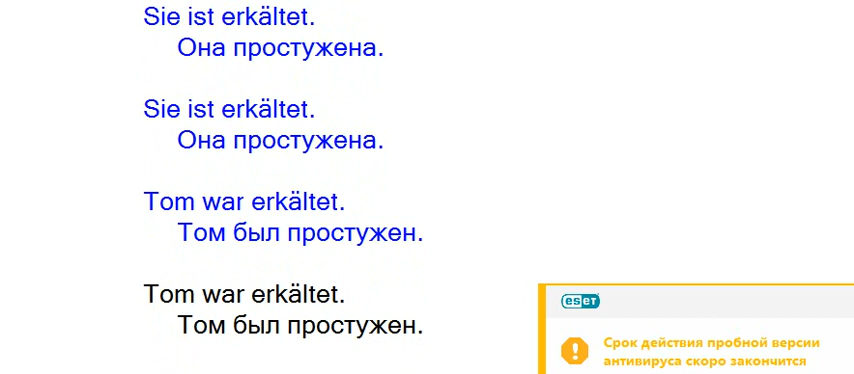 Sie ist erkältet.
Она простужена.
Sie ist erkältet.
Она простужена.
Tom war erkältet.
Том был простужен.
Tom war erkältet.
Том был простужен.
eseT
Срок действия пробной версии
антивируса скоро закончится